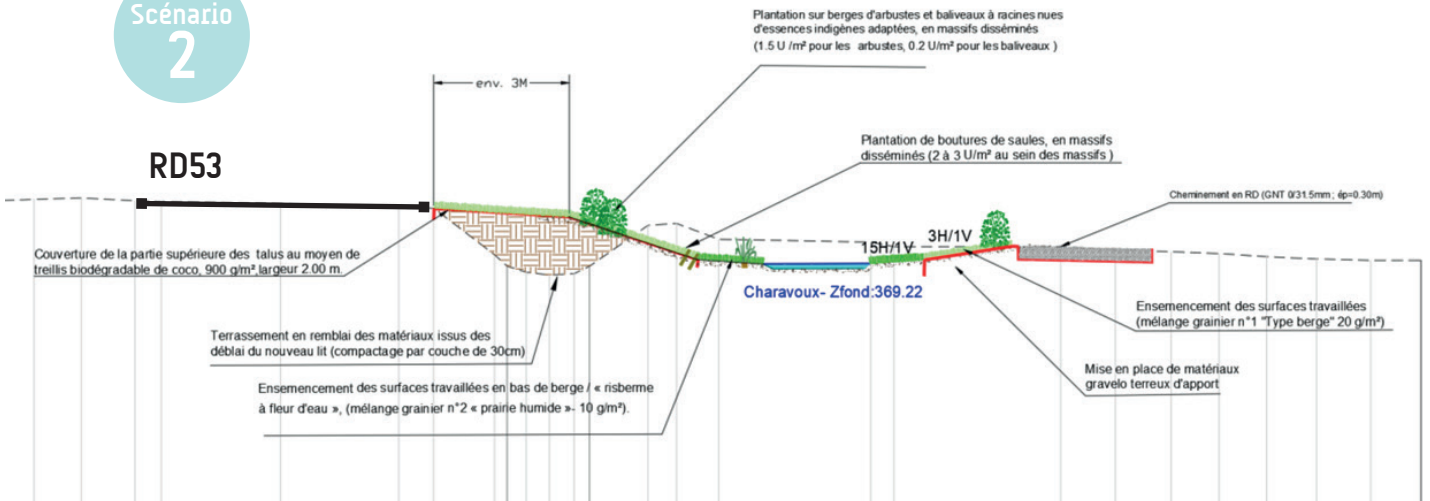 Scénario
2
Plantation sur berges d'arbustes et baliveaux à racines nues
d'essences indigènes adaptées, en massifs disséminés
(1.5 U /m² pour les arbustes, 0.2 U/m² pour les baliveaux )
env. 3M
RD53
Plantation de boutures de saules, en massifs
disséminés (2 à 3 U/m² au sein des massifs )
Cheminement en RD (GNT 0/31.5mm ; ép=0.30m)
15H/1V
3H/1V
Couverture de la partie supérieure des talus au moyen de
treillis biodégradable de coco, 900 g/m², largeur 2.00 m.
Charavoux- Zfond:369.22
Ensemencement des surfaces travaillées
(mélange grainier n°1 "Type berge" 20 g/m²)
Terrassement en remblai des matériaux issus des
déblai du nouveau lit (compactage par couche de 30cm)
Mise en place de matériaux
gravelo terreux d'apport
Ensemencement des surfaces travaillées en bas de berge / « risberme
à fleur d'eau », (mélange grainier n°2 « prairie humide »- 10 g/m²).